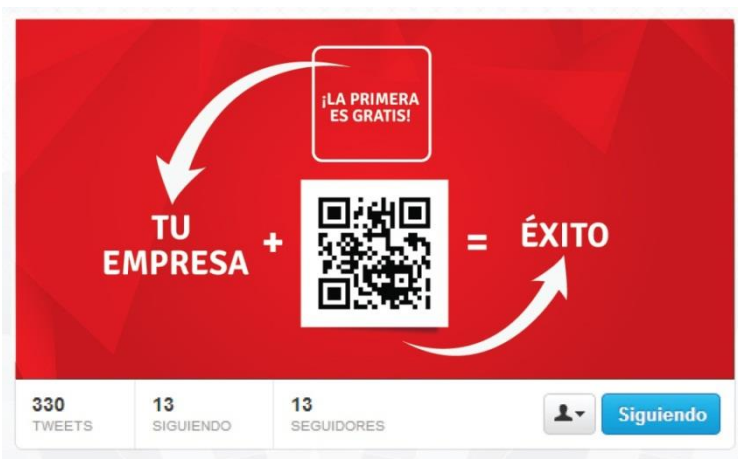 ¡LA PRIMERA
ES GRATIS!
TU
EMPRESA
+
=
ÉXITO
330
TWEETS
13
SIGUIENDO
13
SEGUIDORES
Siguiendo